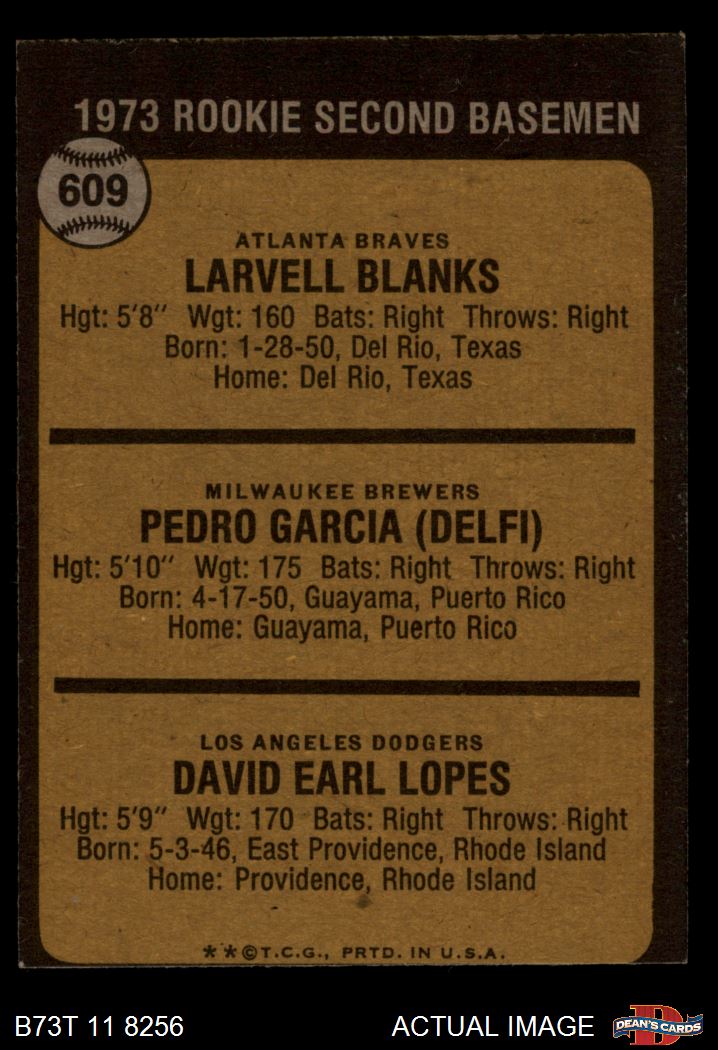 1973 ROOKIE SECOND BASEMEN
609
ATLANTA BRAVES
LARVELL BLANKS
Hgt: 5'8" Wgt: 160 Bats: Right Throws: Right
Born: 1-28-50, Del Rio, Texas
Home: Del Rio, Texas
MILWAUKEE BREWERS
PEDRO GARCIA (DELFI)
Hgt: 5'10" Wgt: 175 Bats: Right Throws: Right
Born: 4-17-50, Guayama, Puerto Rico
Home: Guayama, Puerto Rico
LOS ANGELES DODGERS
DAVID EARL LOPES
Hgt: 5'9" Wgt: 170 Bats: Right Throws: Right
Born: 5-3-46, East Providence, Rhode Island
Home: Providence, Rhode Island
**©T.C.G., PRTD. IN U.S.A.
B73T 11 8256 ACTUAL IMAGE DEAN'S CARDS